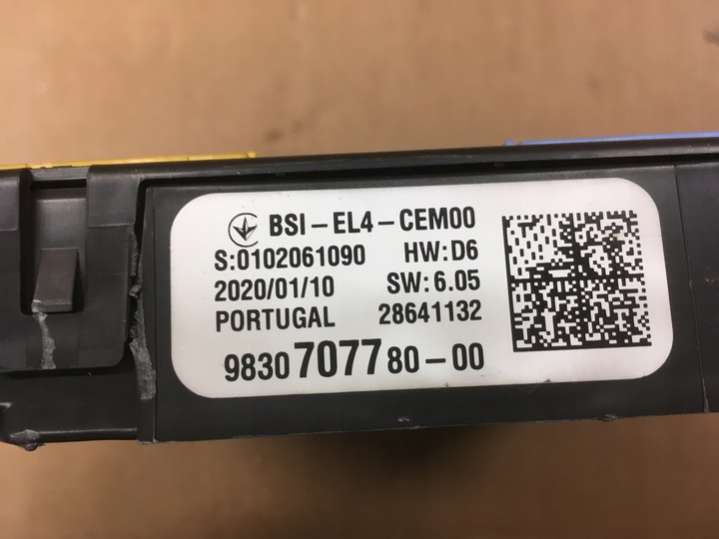 BSI-EL4-CEM00
S:0102061090 HW:D6
2020/01/10 SW:6.05
PORTUGAL 28641132
9830707780-00